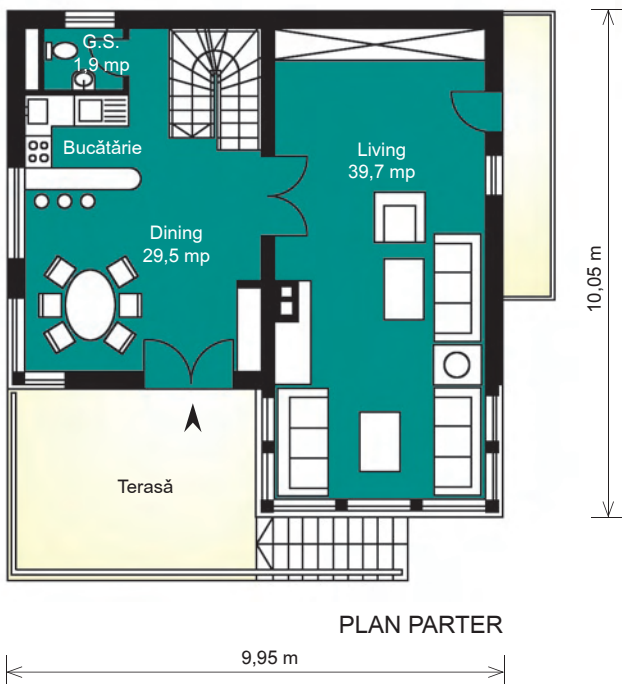 G.S.
1,9 mp
Bucătărie
Living
39,7 mp
Dining
29,5 mp
10,05 m
Terasă
PLAN PARTER
9,95 m